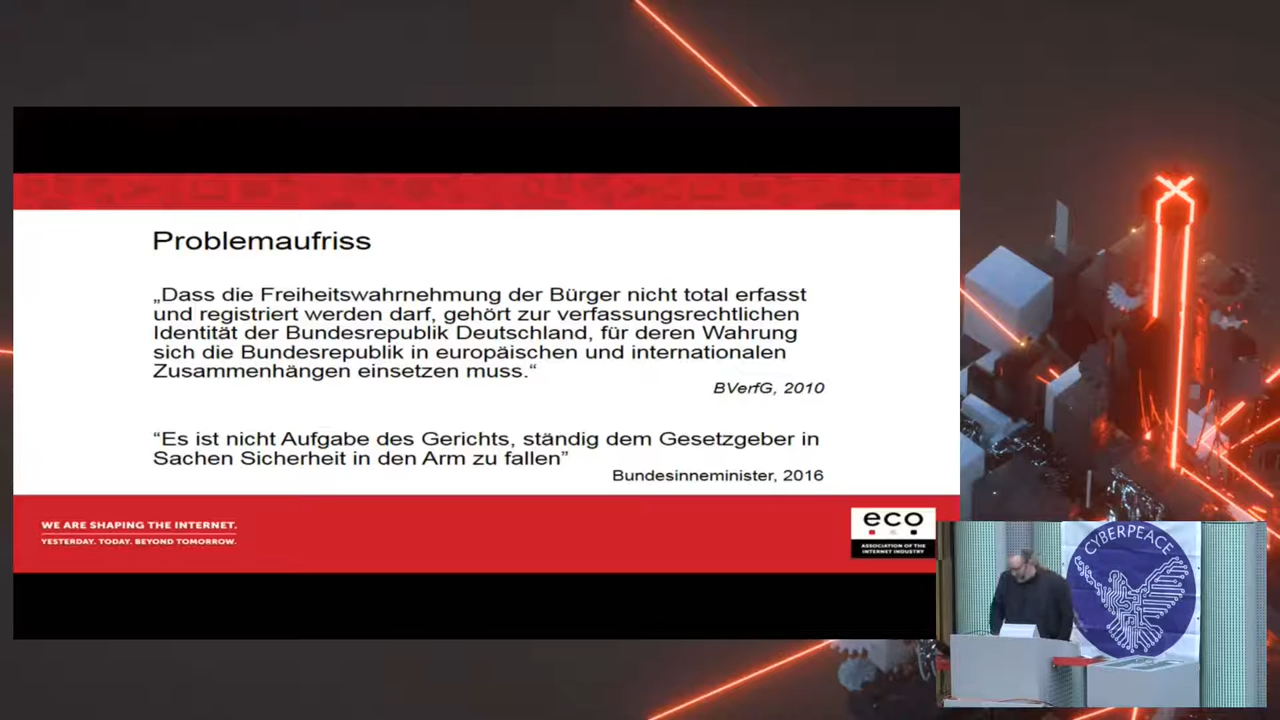 Problemaufriss
„Dass die Freiheitswahrnehmung der Bürger nicht total erfasst
und registriert werden darf, gehört zur verfassungsrechtlichen
Identität der Bundesrepublik Deutschland, für deren Wahrung
sich die Bundesrepublik in europäischen und internationalen
Zusammenhängen einsetzen muss.“
BVerfG, 2010
“Es ist nicht Aufgabe des Gerichts, ständig dem Gesetzgeber in
Sachen Sicherheit in den Arm zu fallen”
Bundesinneminister, 2016
WE ARE SHAPING THE INTERNET.
YESTERDAY. TODAY. BEYOND TOMORROW.
eco
ASSOCIATION OF THE
INTERNET INDUSTRY
CYBERPEACE